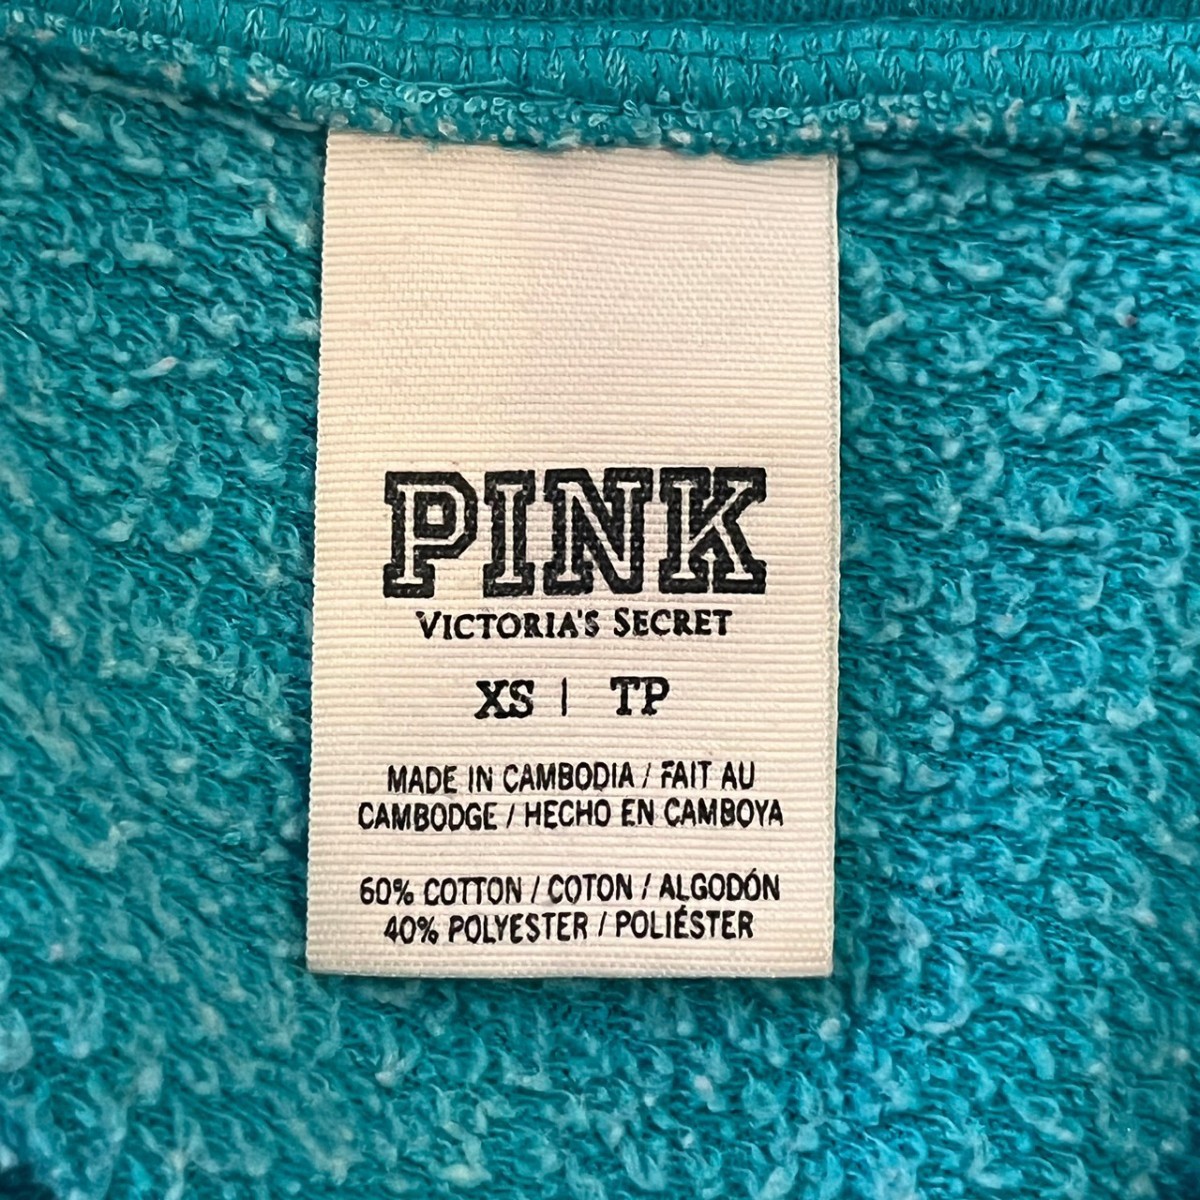 PINK
VICTORIA'S SECRET
XS | TP
MADE IN CAMBODIA / FAIT AU
CAMBODGE / HECHO EN CAMBOYA
60% COTTON / COTON / ALGODÓN
40% POLYESTER / POLIÉSTER